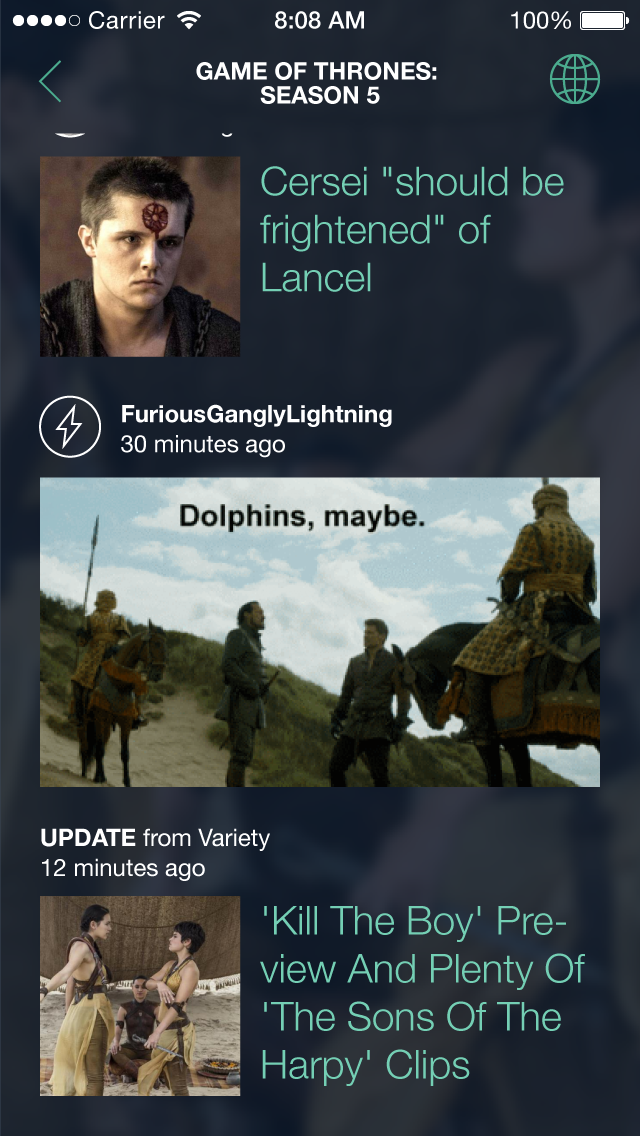 Carrier 8:08 AM 100%
GAME OF THRONES:
SEASON 5
Cersei "should be
frightened" of
Lancel
FuriousGanglyLightning
30 minutes ago
Dolphins, maybe.
UPDATE from Variety
12 minutes ago
'Kill The Boy' Pre-
view And Plenty Of
'The Sons Of The
Harpy' Clips